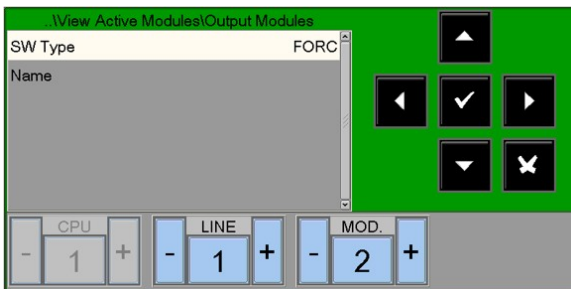 ..\View Active Modules\Output Modules
SW Type FORC
Name
CPU LINE MOD.
- 1 + - 1 + - 2 +